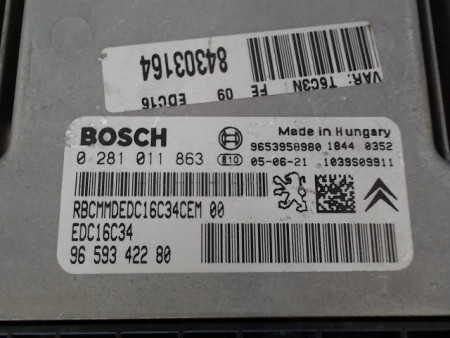 84303164
VAR: T6C3N
FE 09 EDC16
BOSCH
Made in Hungary
9653958980 1844 0352
0 281 011 863
e10 05-06-21 1039S09911
RBCMMDEDC16C34CEM 00
EDC16C34
96 593 422 80